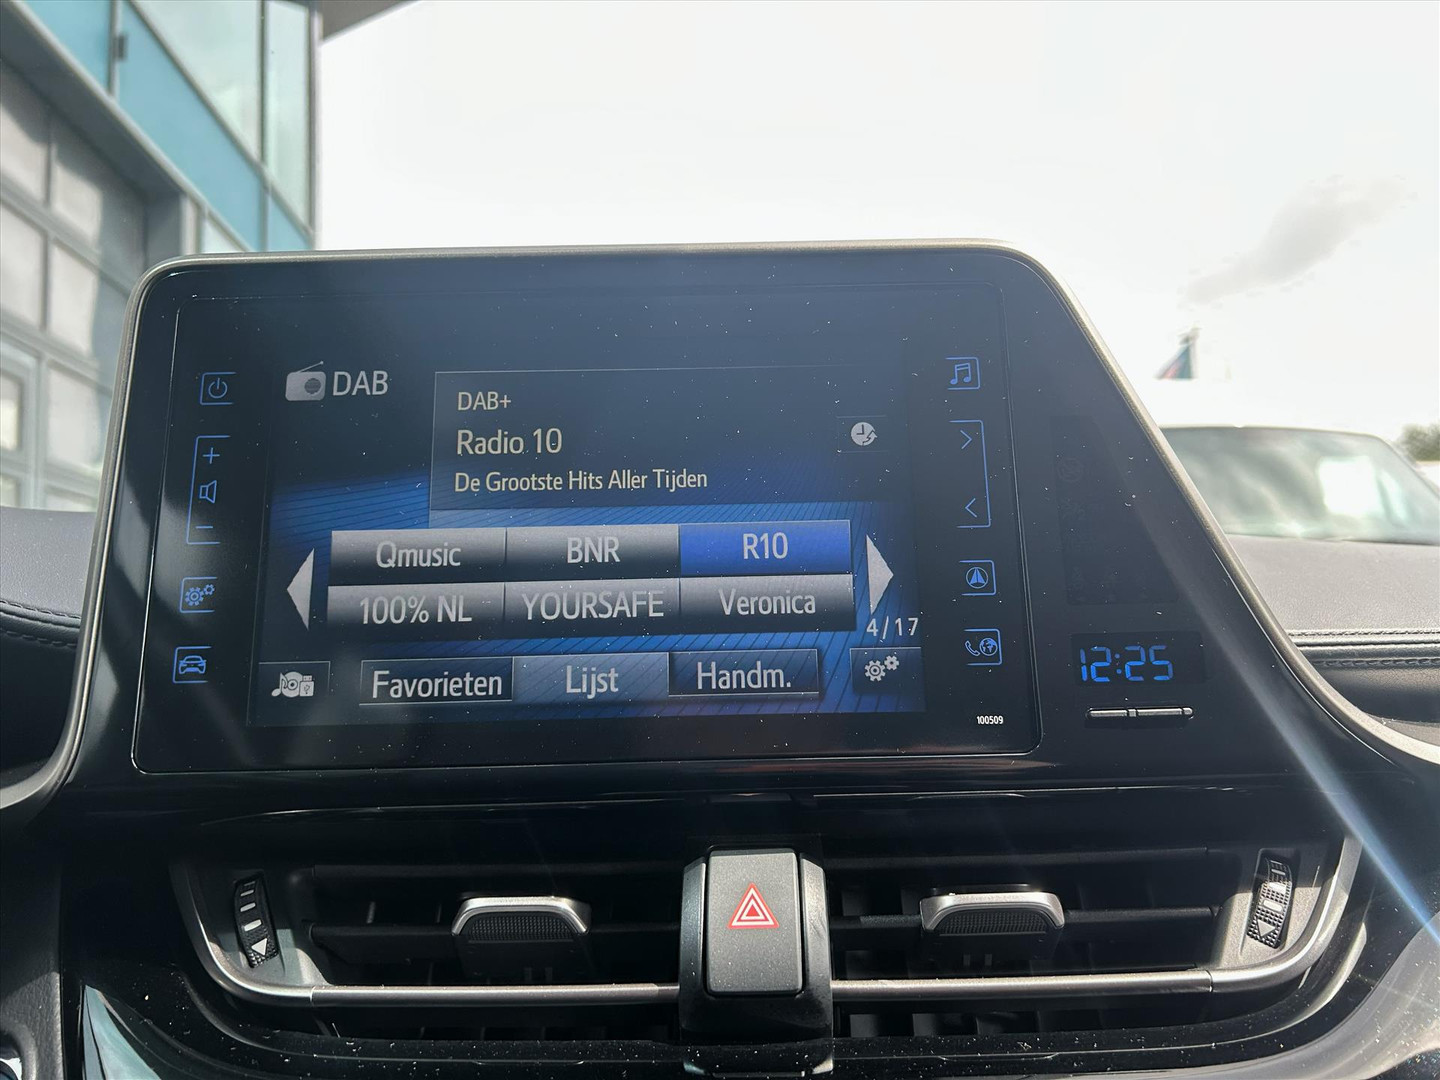 DAB
DAB+
Radio 10
De Grootste Hits Aller Tijden
Qmusic BNR R10
100% NL YOURSAFE Veronica
4/17
Favorieten Lijst Handm.
100509
12:25